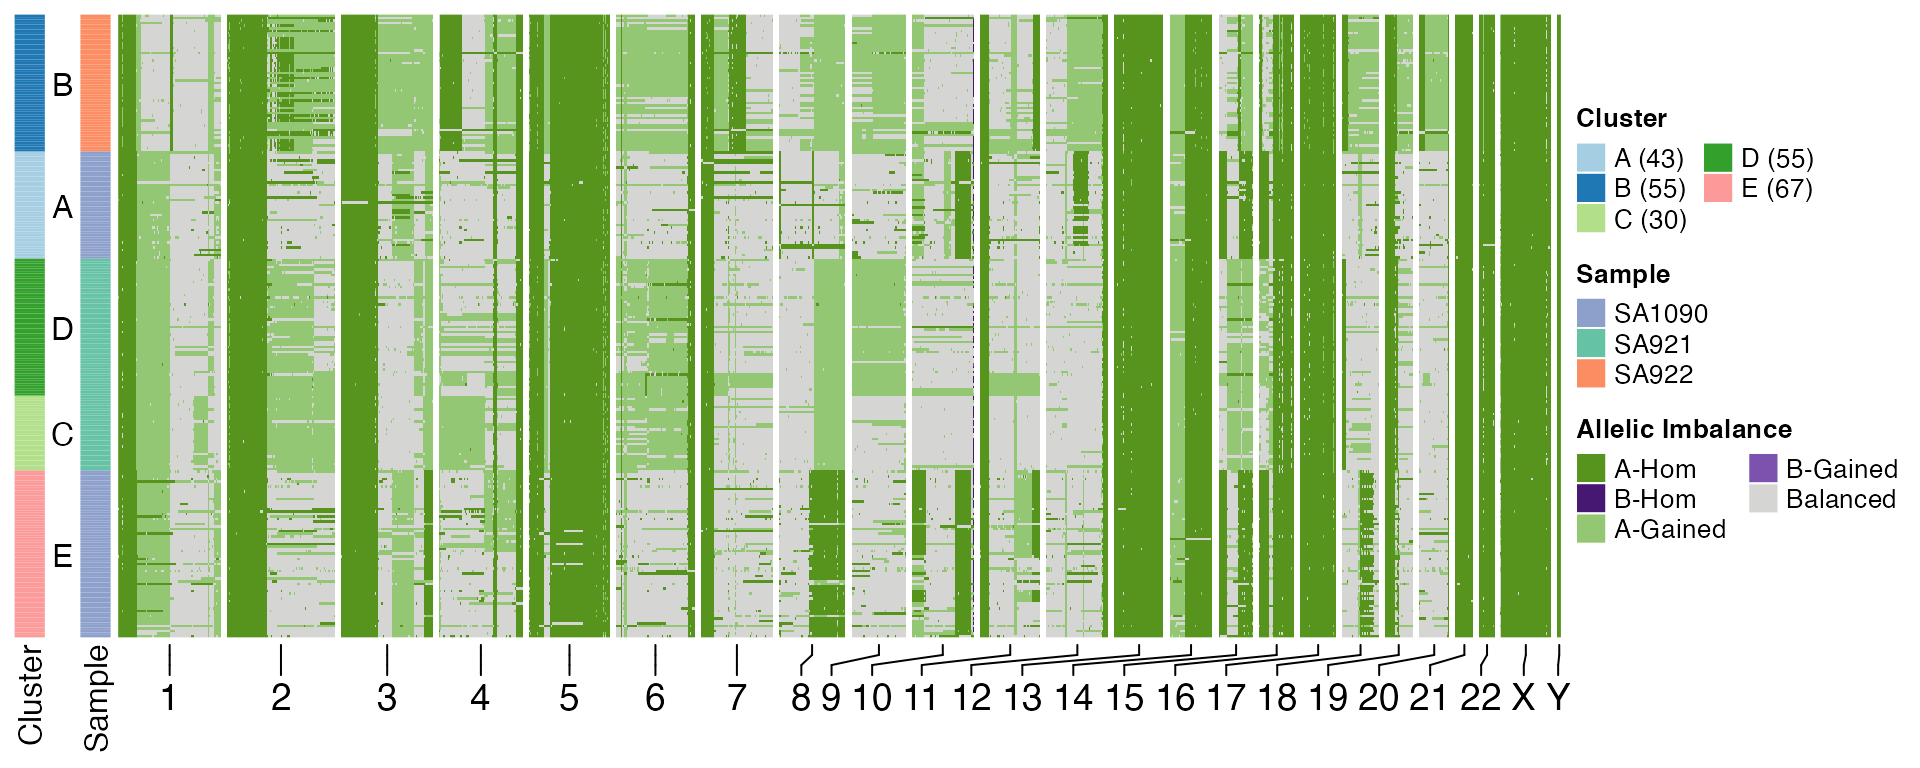 B
A
D
C
E
Cluster
Sample
1 2 3 4 5 6 7 8 9 10 11 12 13 14 15 16 17 18 19 20 21 22 X Y
Cluster
A (43) D (55)
B (55) E (67)
C (30)
Sample
SA1090
SA921
SA922
Allelic Imbalance
A-Hom B-Gained
B-Hom Balanced
A-Gained